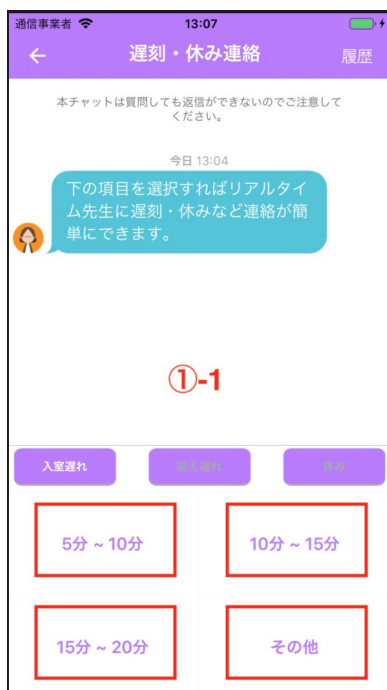 通信事業者 13:07
遅刻・休み連絡 履歴
本チャットは質問しても返信ができないのでご注意して
ください。
今日 13:04
下の項目を選択すればリアルタイ
ム先生に遅刻・休みなど連絡が簡
単にできます。
①-1
入室遅れ 迎え遅れ 休み
5分 ~ 10分 10分 ~ 15分
15分 ~ 20分 その他